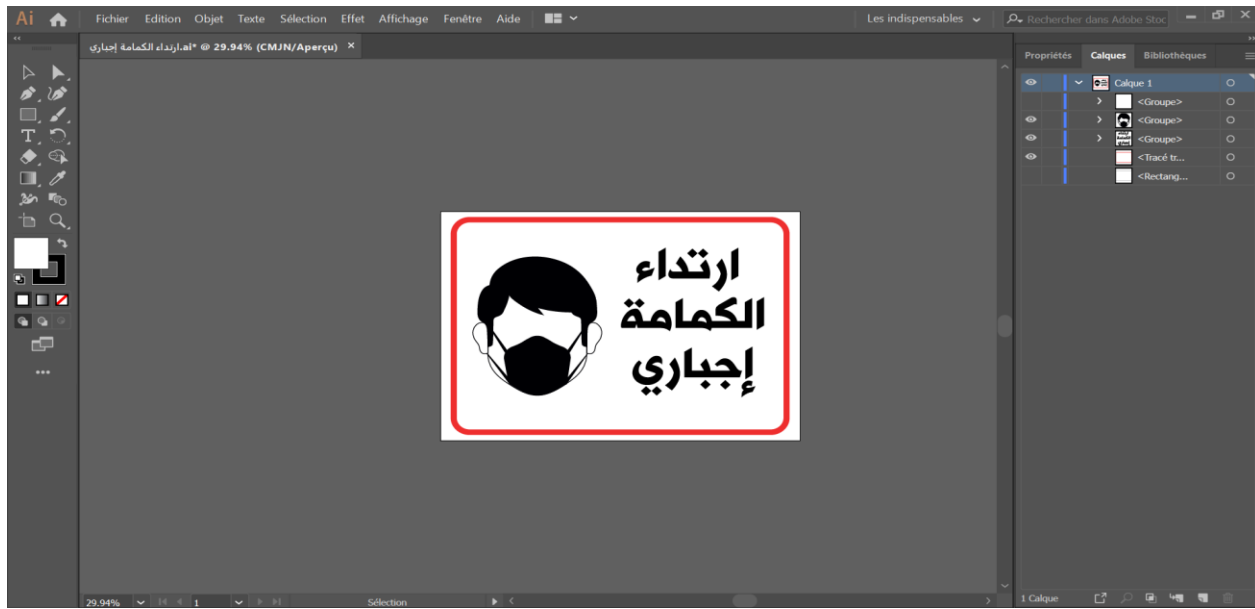 Ai Fichier Edition Objet Texte Sélection Effet Affichage Fenêtre Aide Les indispensables Rechercher dans Adobe Stoc
ارتداء الكمامة إجباري.ai* @ 29.94% (CMJN/Aperçu) ×
Propriétés Calques Bibliothèques
Calque 1
<Groupe>
<Groupe>
<Groupe>
<Tracé tr...
<Rectang...
ارتداء
الكمامة
إجباري
29.94% 1 Sélection
1 Calque